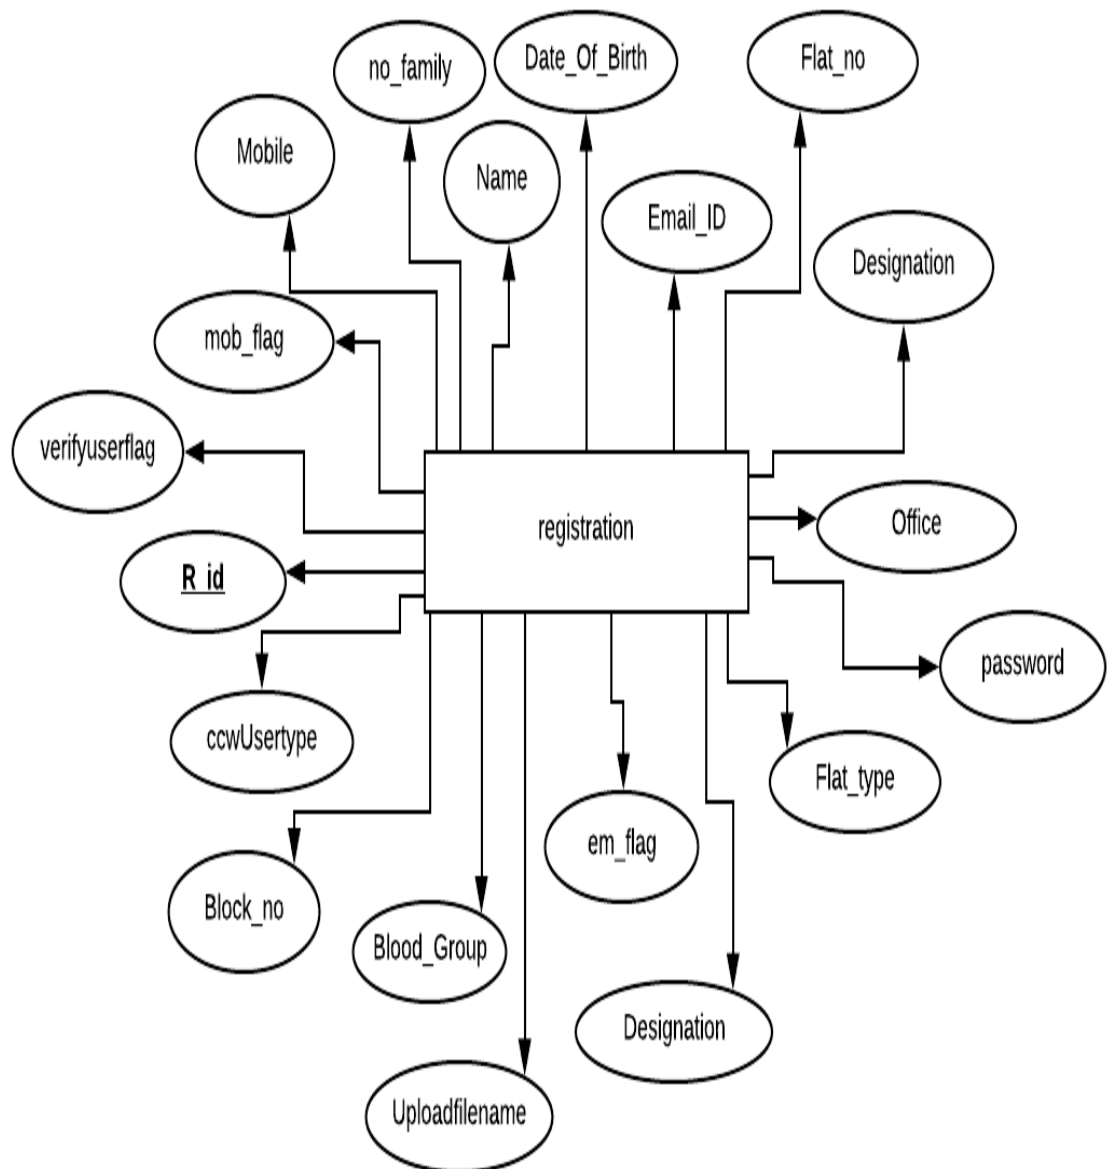 Date_Of_Birth
Flat_no
no_family
Mobile
Name
Email_ID
Designation
mob_flag
verifyuserflag
registration
Office
R_id
password
ccwUsertype
Flat_type
em_flag
Block_no
Blood_Group
Designation
Uploadfilename